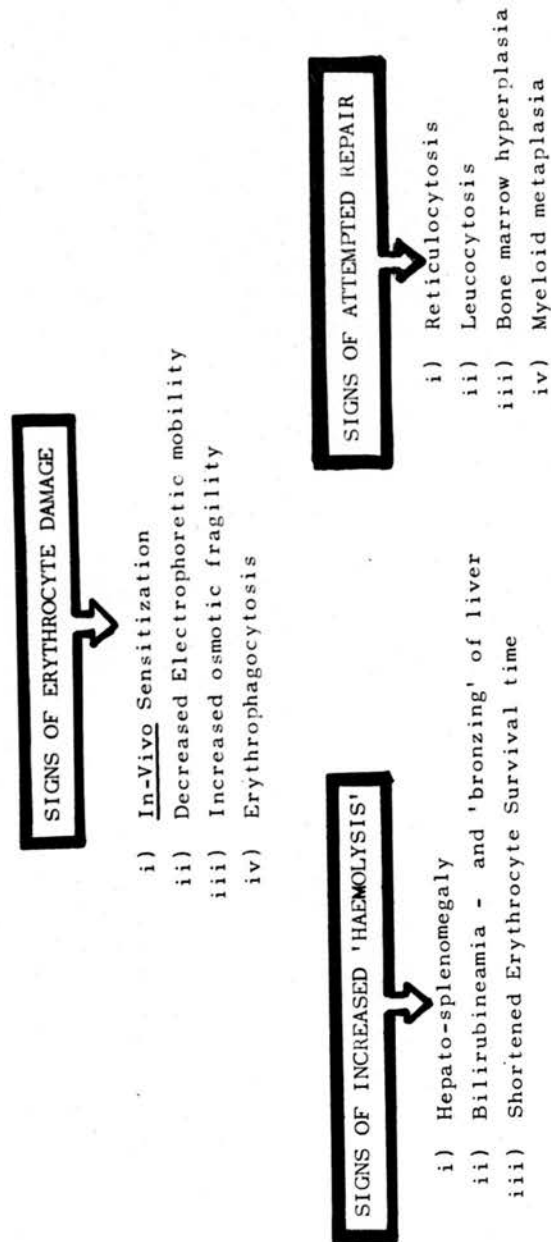 SIGNS OF ERYTHROCYTE DAMAGE
i) In-Vivo Sensitization
ii) Decreased Electrophoretic mobility
iii) Increased osmotic fragility
iv) Erythrophagocytosis
SIGNS OF INCREASED 'HAEMOLYSIS'
i) Hepato-splenomegaly
ii) Bilirubineamia - and 'bronzing' of liver
iii) Shortened Erythrocyte Survival time
SIGNS OF ATTEMPTED REPAIR
i) Reticulocytosis
ii) Leucocytosis
iii) Bone marrow hyperplasia
iv) Myeloid metaplasia